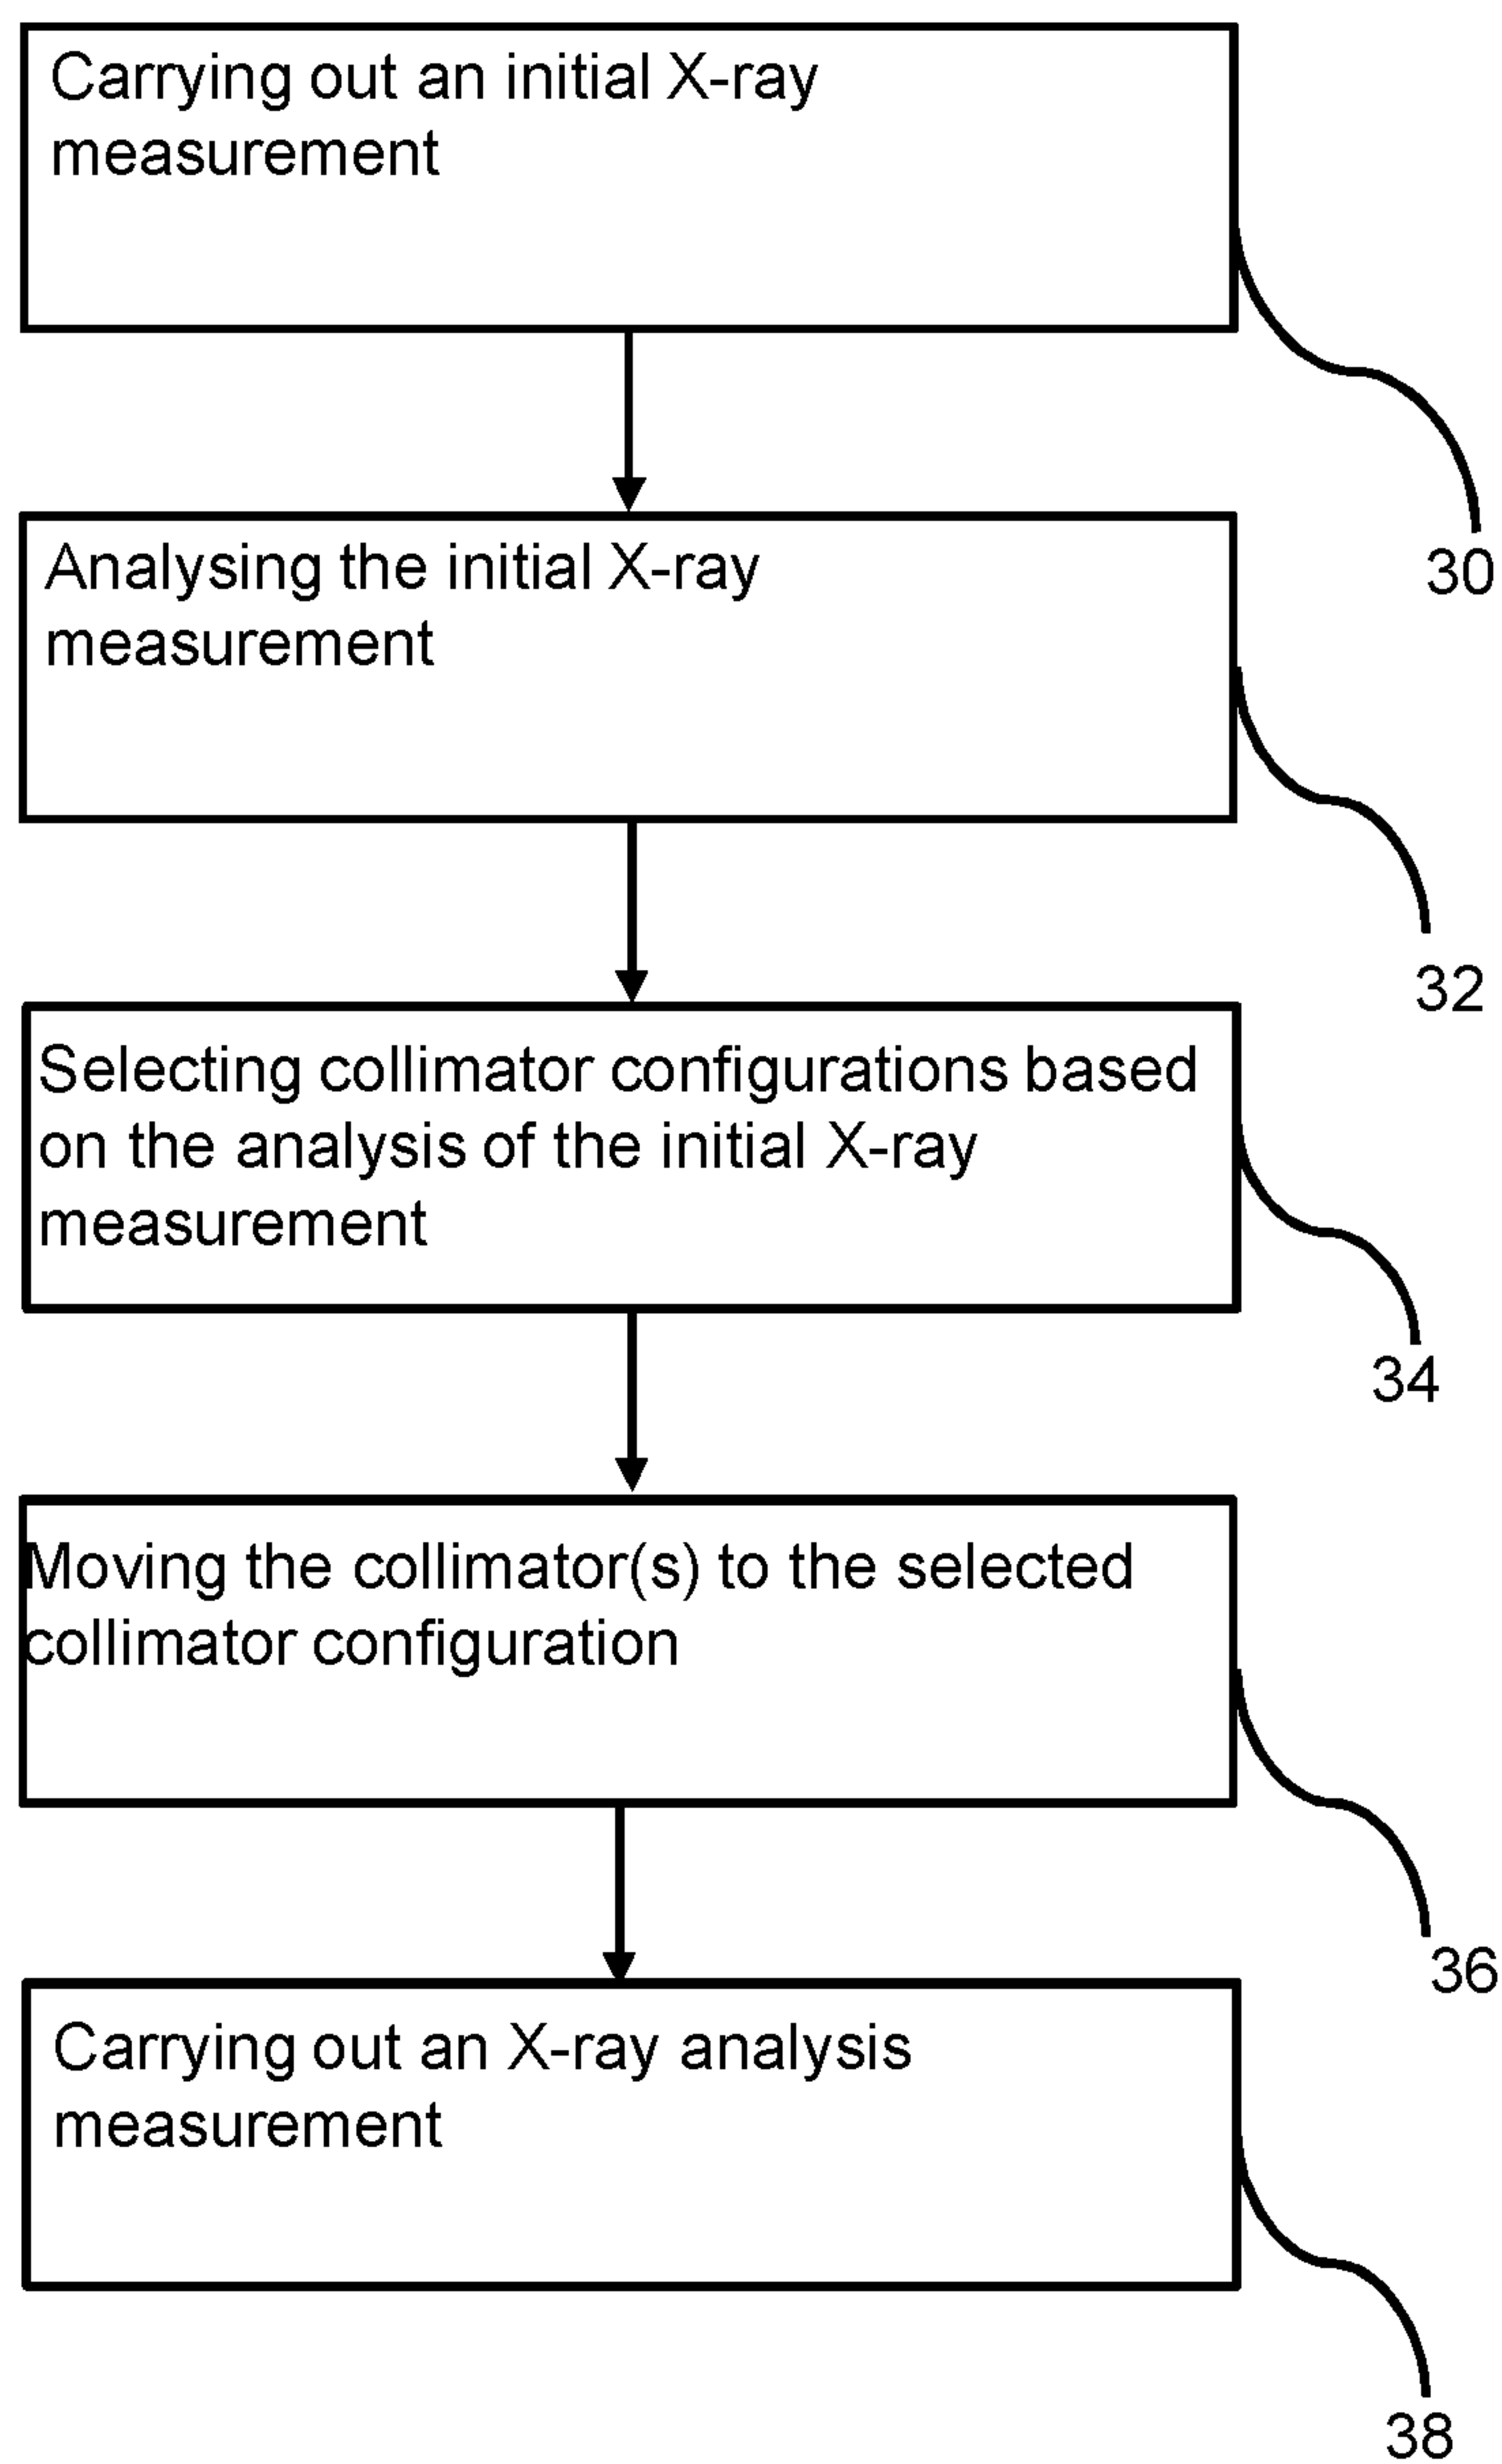 Carrying out an initial X-ray
measurement
30
Analysing the initial X-ray
measurement
32
Selecting collimator configurations based
on the analysis of the initial X-ray
measurement
34
Moving the collimator(s) to the selected
collimator configuration
36
Carrying out an X-ray analysis
measurement
38